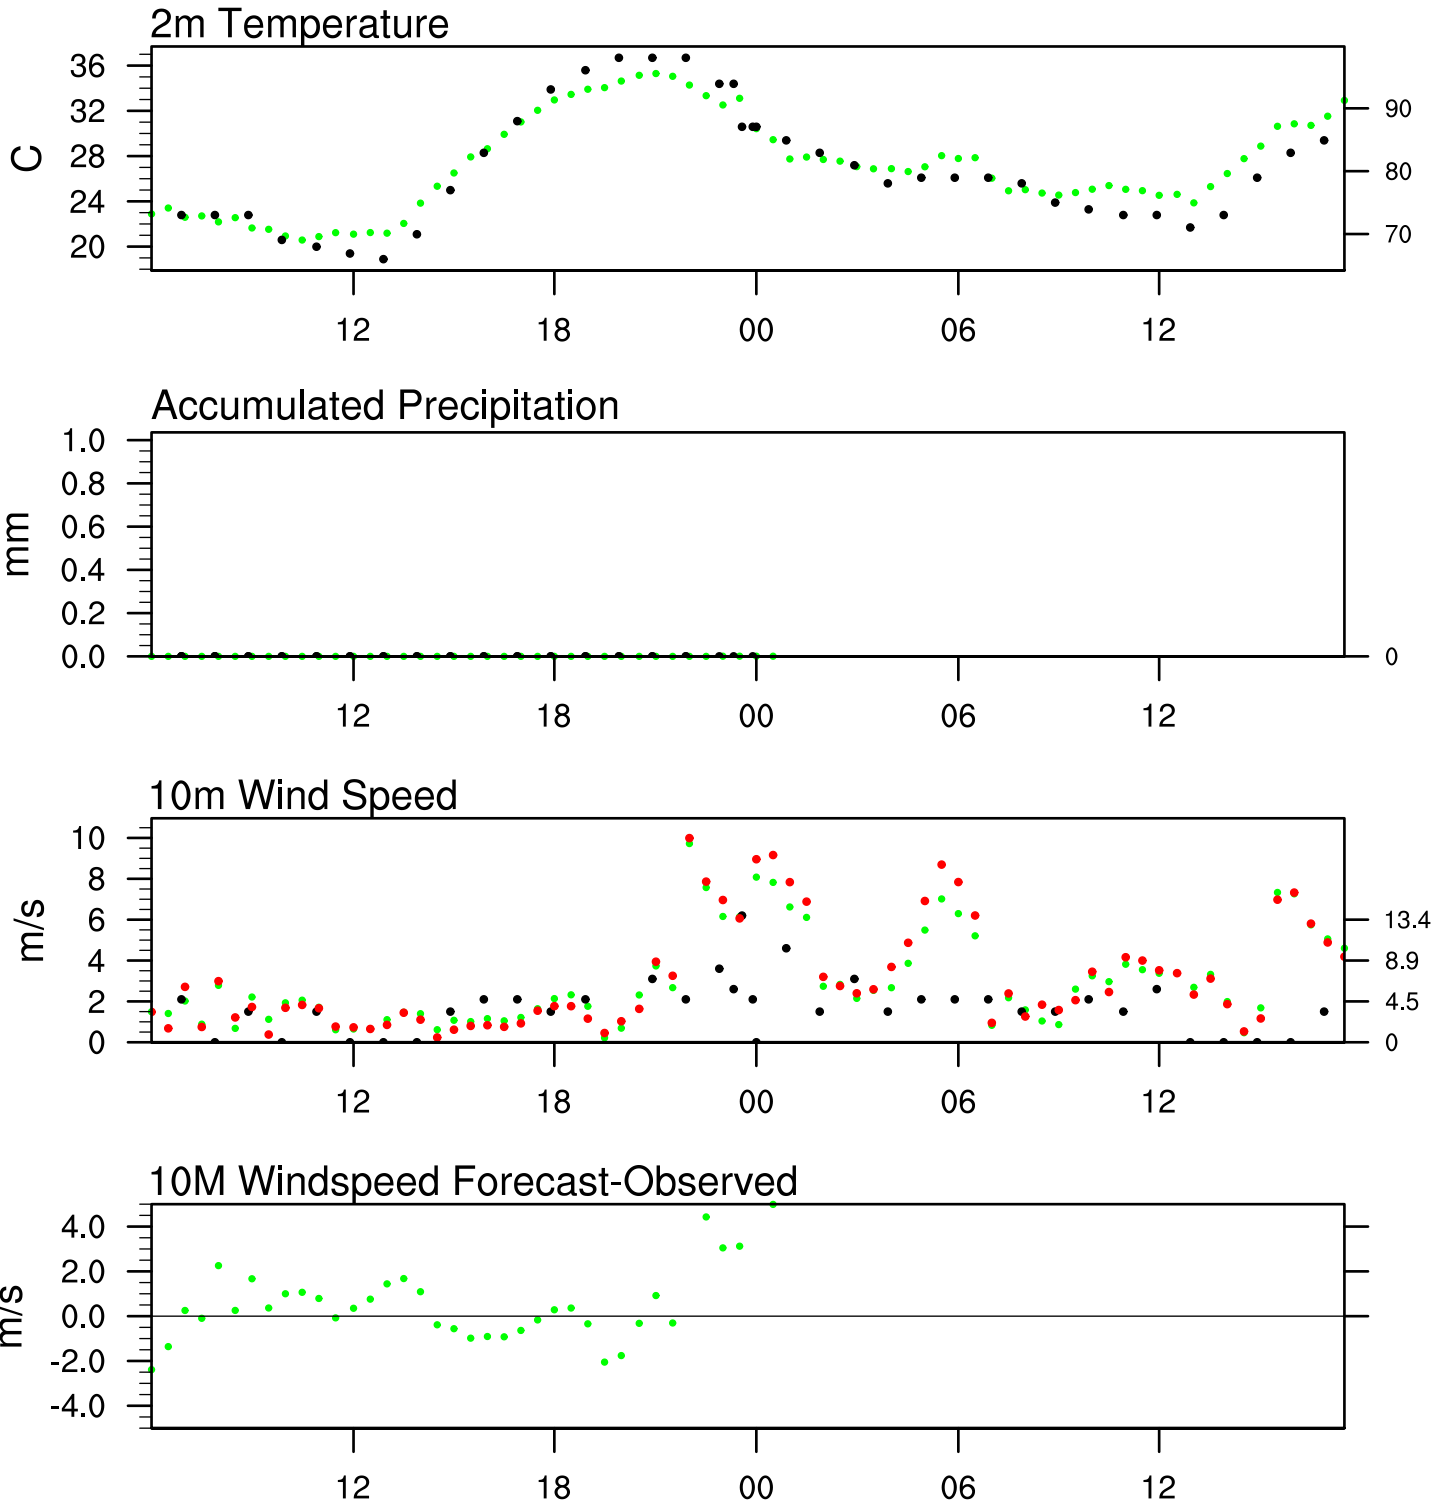 2m Temperature
36
32
28
24
20
C
90
80
70
12 18 00 06 12
Accumulated Precipitation
1.0
0.8
0.6
0.4
0.2
0.0
mm
0
12 18 00 06 12
10m Wind Speed
10
8
6
4
2
0
m/s
13.4
8.9
4.5
0
12 18 00 06 12
10M Windspeed Forecast-Observed
4.0
2.0
0.0
-2.0
-4.0
m/s
12 18 00 06 12